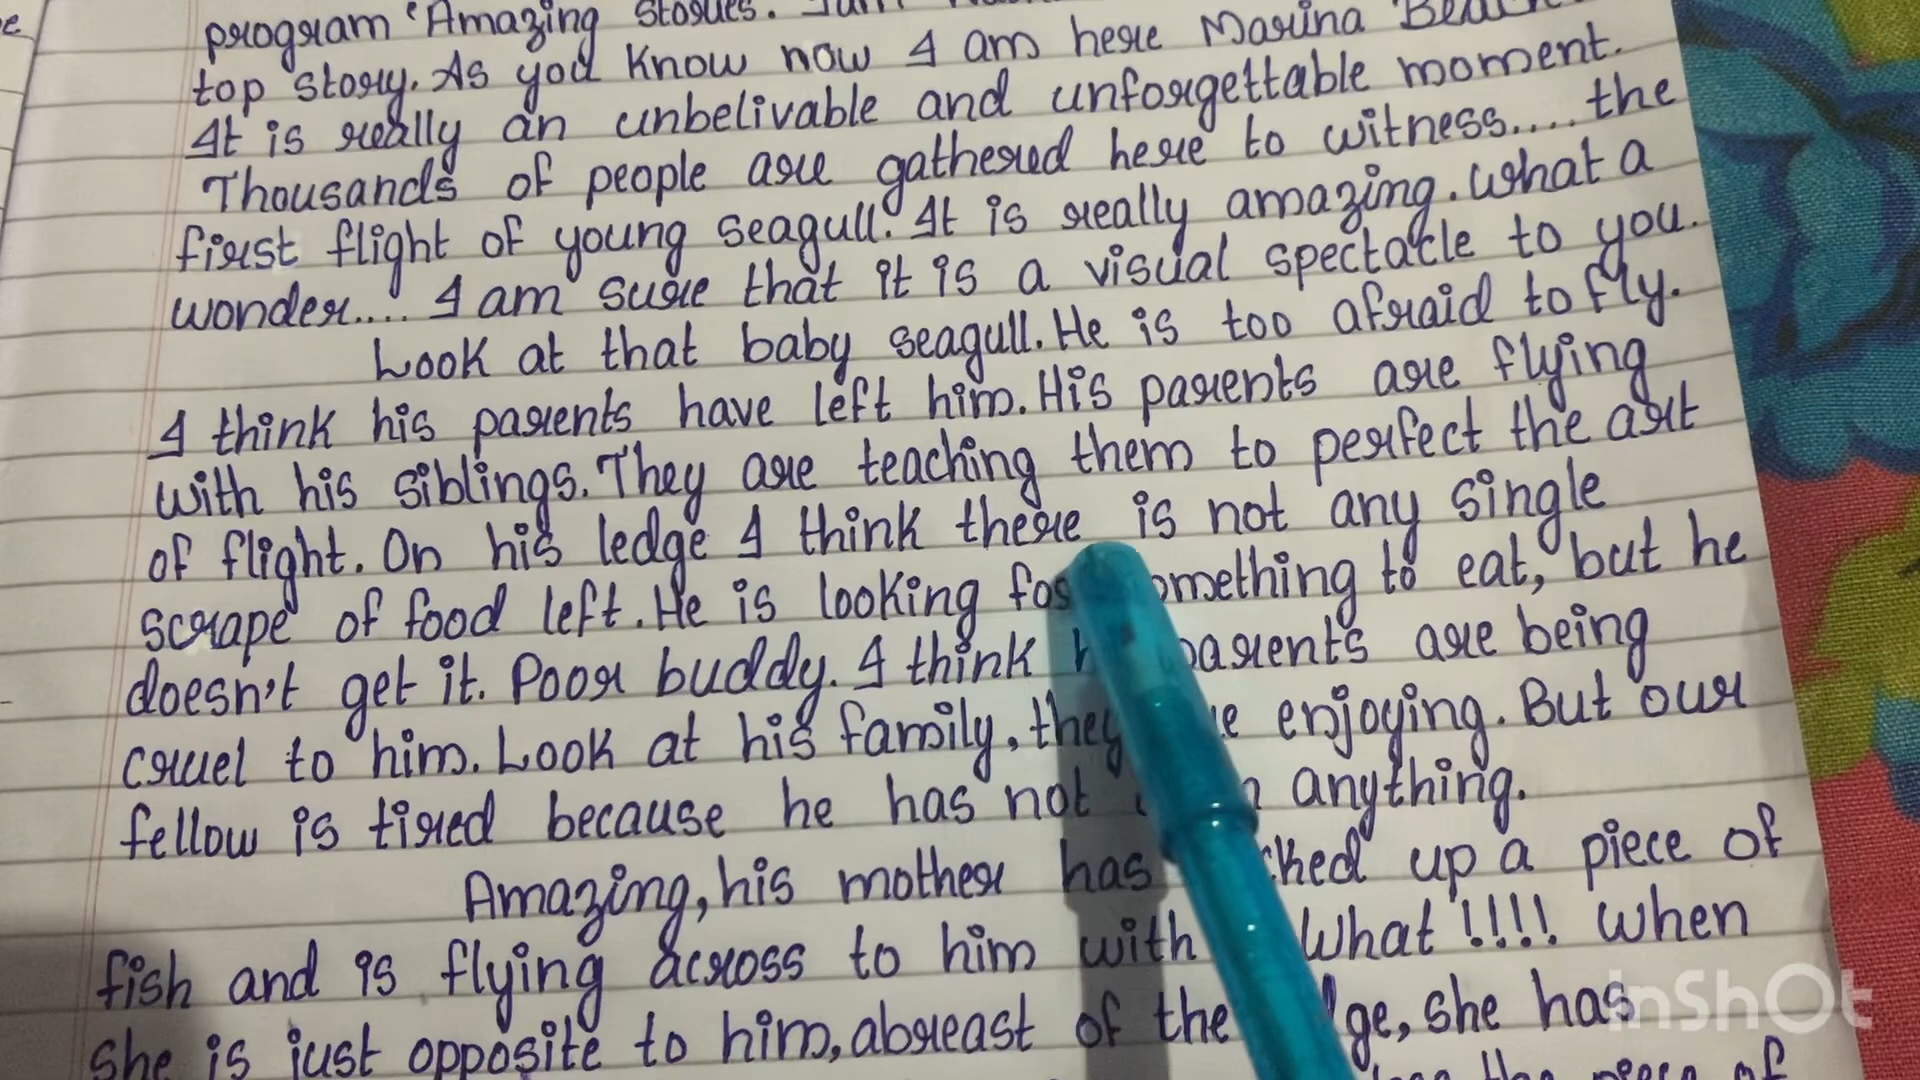 e
program 'Amazing Stories.
top story. As you know now I am here Marina Beach
It is really an unbelivable and unforgettable moment.
Thousands of people are gathered here to witness.... the
first flight of young seagull. It is really amazing. What a
wonder.... I am sure that it is a visual spectacle to you.
Look at that baby seagull. He is too afraid to fly.
I think his parents have left him. His parents are flying
with his siblings. They are teaching them to perfect the art
of flight. On his ledge I think there is not any single
scrape of food left. He is looking for omething to eat, but he
doesn't get it. Poor buddy. I think parents are being
cruel to him. Look at his family, they e enjoying. But our
fellow is tired because he has not anything.
Amazing, his mother has cked up a piece of
fish and is flying across to him with What !!!! When
she is just opposite to him, abreast of the ge, she has
the piece of
InShOt